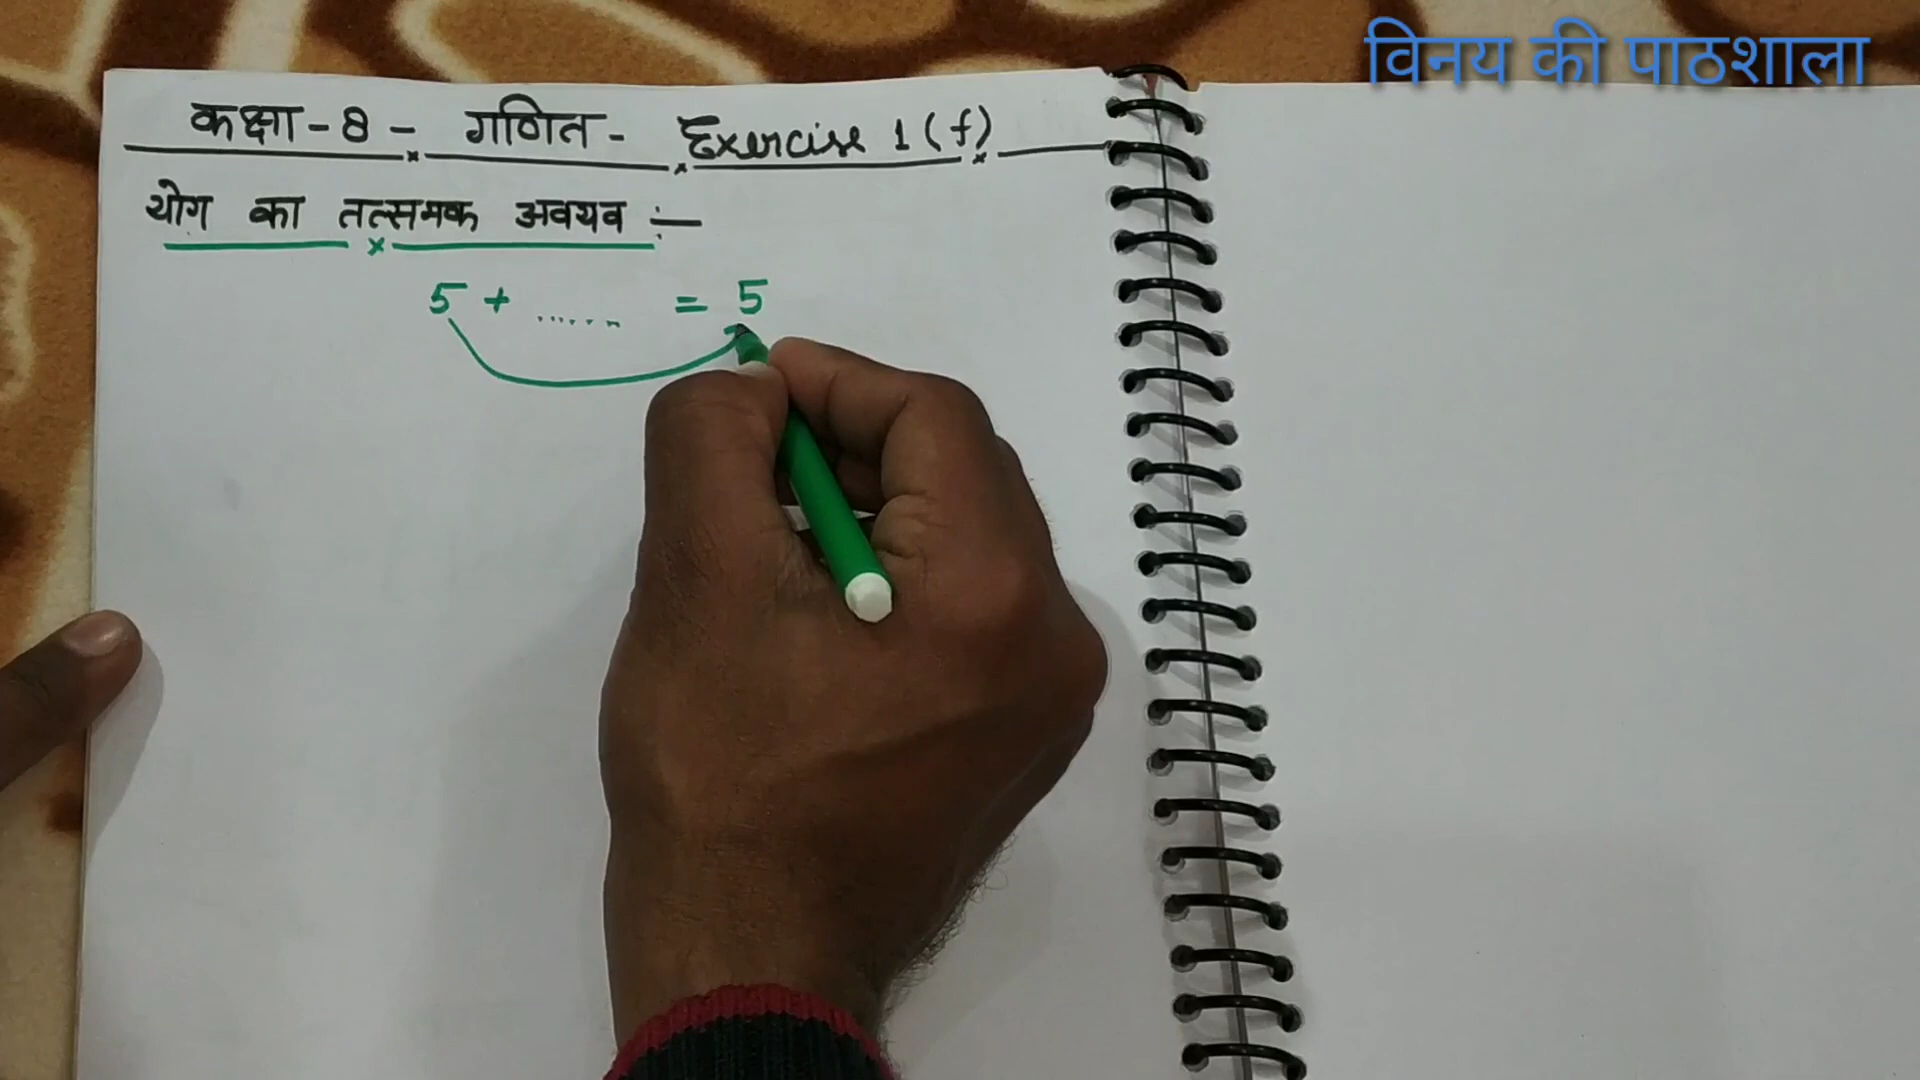 विनय की पाठशाला
कक्षा - 8 - गणित - Exercise 1 (f)
योग का तत्समक अवयव :-
5 + ...... = 5